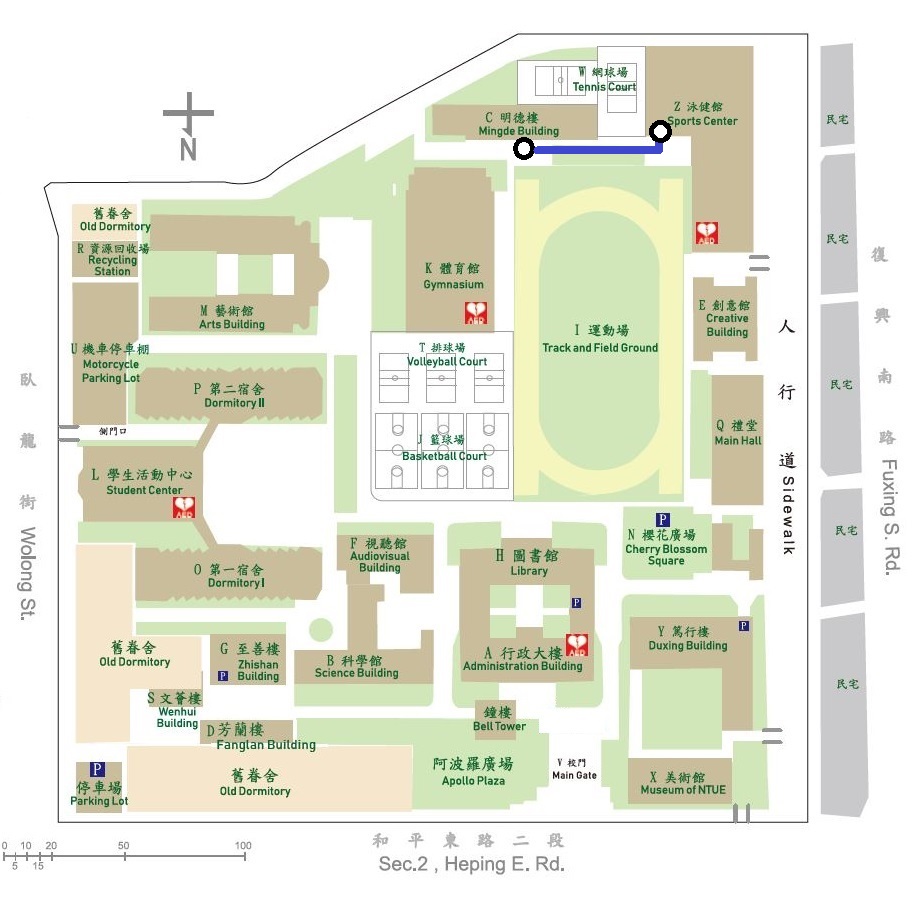 W 網球場
Tennis Court
Z 泳健館
Sports Center
C 明德樓
Mingde Building
民宅
N
舊眷舍
Old Dormitory
R 資源回收場
Recycling
Station
AED
民宅
復
興
南
路
Fuxing S. Rd.
K 體育館
Gymnasium
AED
M 藝術館
Arts Building
E 創意館
Creative
Building
人
行
道
Sidewalk
I 運動場
Track and Field Ground
U 機車停車棚
Motorcycle
Parking Lot
T 排球場
Volleyball Court
P 第二宿舍
Dormitory II
民宅
臥
龍
街
Wolong St.
側門口
Q 禮堂
Main Hall
J 籃球場
Basketball Court
L 學生活動中心
Student Center
AED
P
N 櫻花廣場
Cherry Blossom
Square
民宅
F 視聽館
Audiovisual
Building
H 圖書館
Library
O 第一宿舍
Dormitory I
P
Y 篤行樓
Duxing Building
P
舊眷舍
Old Dormitory
G 至善樓
Zhishan
Building
P
B 科學館
Science Building
A 行政大樓
Administration Building
AED
民宅
S 文薈樓
Wenhui
Building
鐘樓
Bell Tower
D 芳蘭樓
Fanglan Building
P
停車場
Parking Lot
舊眷舍
Old Dormitory
阿波羅廣場
Apollo Plaza
V 校門
Main Gate
X 美術館
Museum of NTUE
0 10 20 50 100
5 15
和平東路二段
Sec.2 , Heping E. Rd.